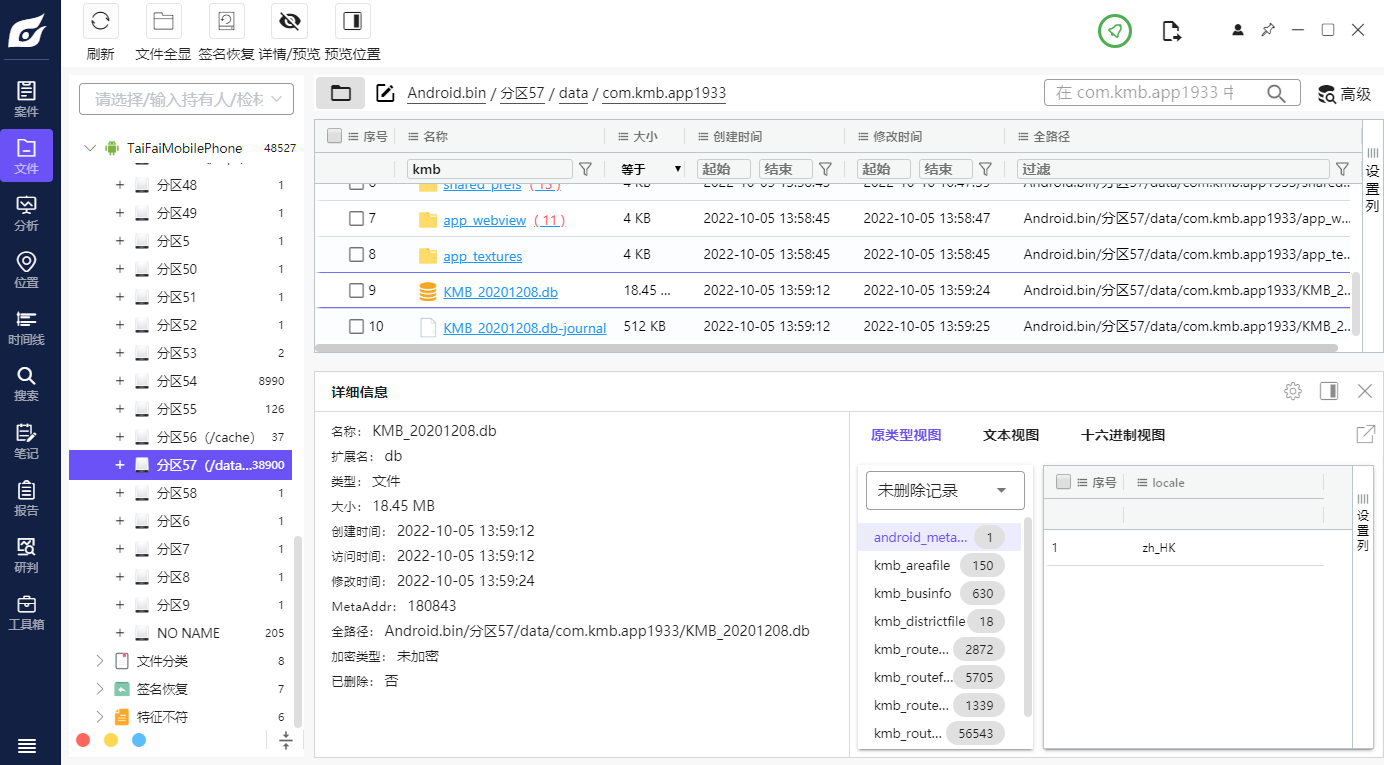 刷新
文件全显
签名恢复
详情/预览
预览位置
案件
文件
分析
位置
时间线
搜索
笔记
报告
研判
工具箱
请选择/输入持有人/检材
TaiFaiMobilePhone 48527
分区48 1
分区49 1
分区5 1
分区50 1
分区51 1
分区52 1
分区53 2
分区54 8990
分区55 126
分区56（/cache） 37
分区57（/data...38900
分区58 1
分区6 1
分区7 1
分区8 1
分区9 1
NO NAME 205
文件分类 8
签名恢复 7
特征不符 6
Android.bin / 分区57 / data / com.kmb.app1933
在 com.kmb.app1933 中
高级
序号 名称 大小 创建时间 修改时间 全路径
kmb 等于 起始 结束 起始 结束 过滤
shared_prefs ( 13 )
7 app_webview ( 11 ) 4 KB 2022-10-05 13:58:45 2022-10-05 13:58:47 Android.bin/分区57/data/com.kmb.app1933/app_w...
8 app_textures 4 KB 2022-10-05 13:58:45 2022-10-05 13:58:45 Android.bin/分区57/data/com.kmb.app1933/app_te...
9 KMB_20201208.db 18.45 ... 2022-10-05 13:59:12 2022-10-05 13:59:24 Android.bin/分区57/data/com.kmb.app1933/KMB_2...
10 KMB_20201208.db-journal 512 KB 2022-10-05 13:59:12 2022-10-05 13:59:25 Android.bin/分区57/data/com.kmb.app1933/KMB_2...
设置列
详细信息
名称： KMB_20201208.db
扩展名： db
类型： 文件
大小： 18.45 MB
创建时间： 2022-10-05 13:59:12
访问时间： 2022-10-05 13:59:12
修改时间： 2022-10-05 13:59:24
MetaAddr： 180843
全路径： Android.bin/分区57/data/com.kmb.app1933/KMB_20201208.db
加密类型： 未加密
已删除： 否
原类型视图 文本视图 十六进制视图
未删除记录
android_meta... 1
kmb_areafile 150
kmb_businfo 630
kmb_districtfile 18
kmb_route... 2872
kmb_routef... 5705
kmb_route... 1339
kmb_rout... 56543
序号 locale
1 zh_HK
设置列